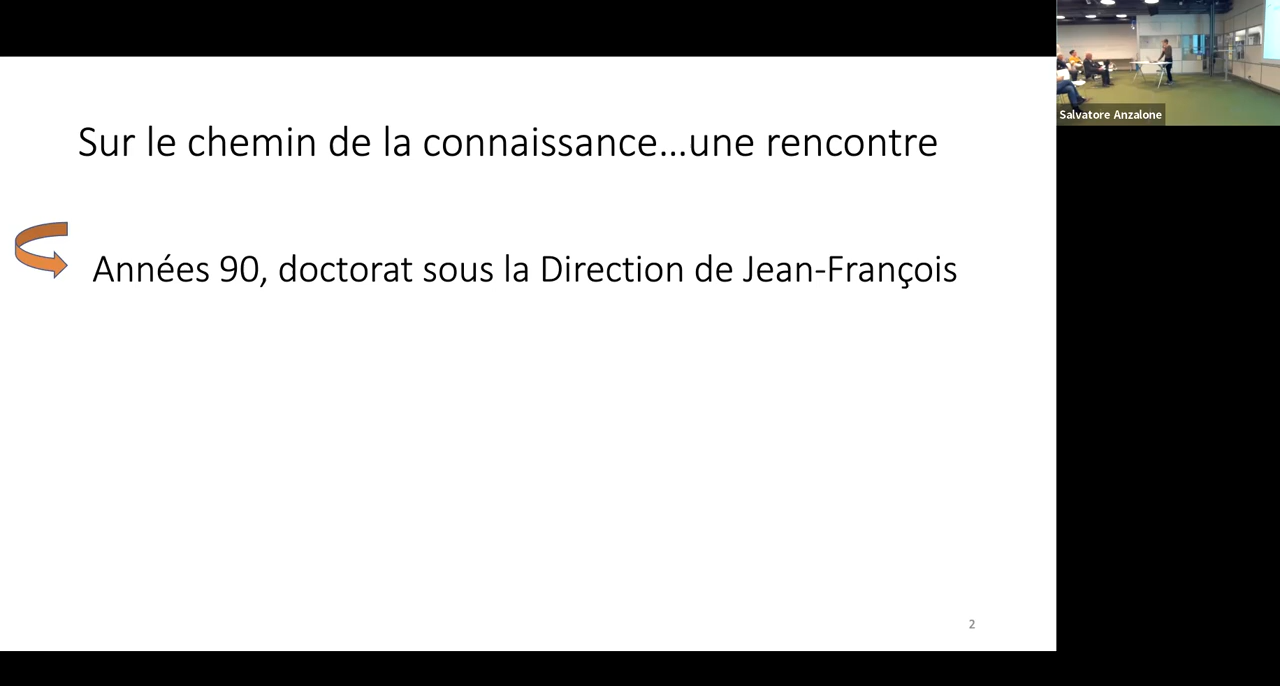 Salvatore Anzalone
Sur le chemin de la connaissance...une rencontre
Années 90, doctorat sous la Direction de Jean-François
2